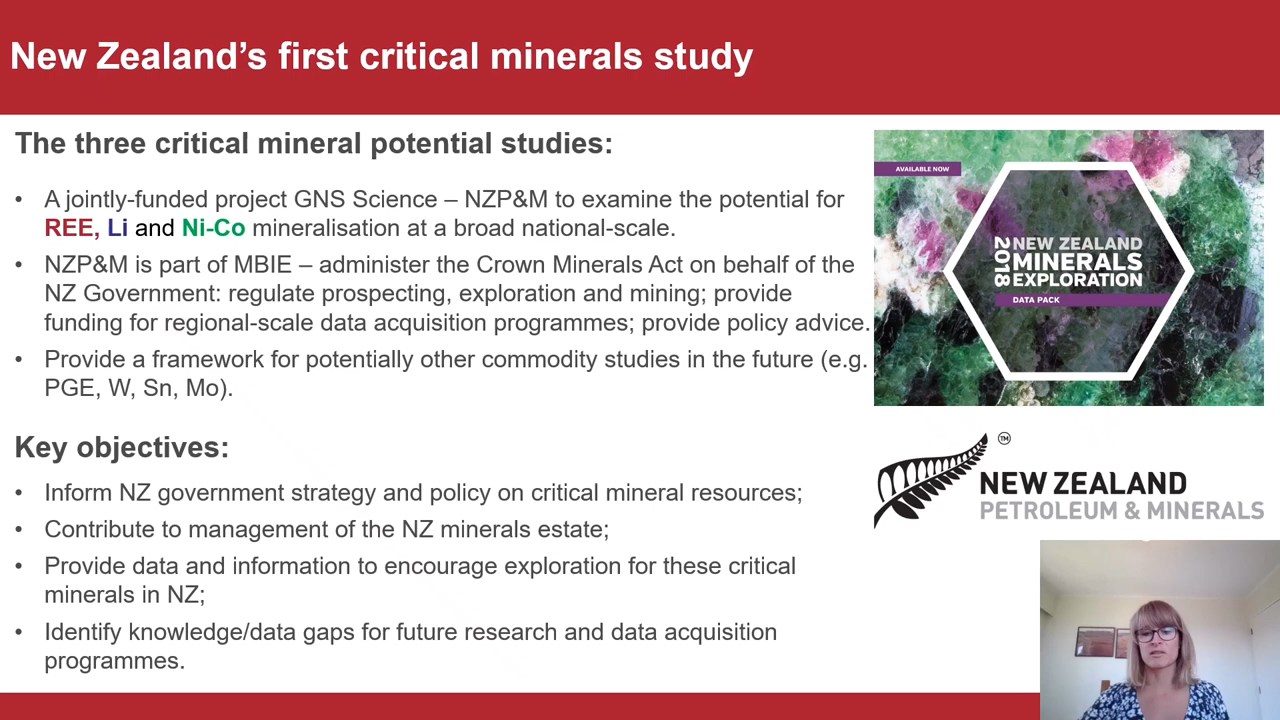 New Zealand’s first critical minerals study
The three critical mineral potential studies:
• A jointly-funded project GNS Science – NZP&M to examine the potential for
REE, Li and Ni-Co mineralisation at a broad national-scale.
• NZP&M is part of MBIE – administer the Crown Minerals Act on behalf of the
NZ Government: regulate prospecting, exploration and mining; provide
funding for regional-scale data acquisition programmes; provide policy advice.
• Provide a framework for potentially other commodity studies in the future (e.g.
PGE, W, Sn, Mo).
Key objectives:
• Inform NZ government strategy and policy on critical mineral resources;
• Contribute to management of the NZ minerals estate;
• Provide data and information to encourage exploration for these critical
minerals in NZ;
• Identify knowledge/data gaps for future research and data acquisition
programmes.
AVAILABLE NOW
2018
NEW ZEALAND
MINERALS
EXPLORATION
DATA PACK
TM
NEW ZEALAND
PETROLEUM & MINERALS